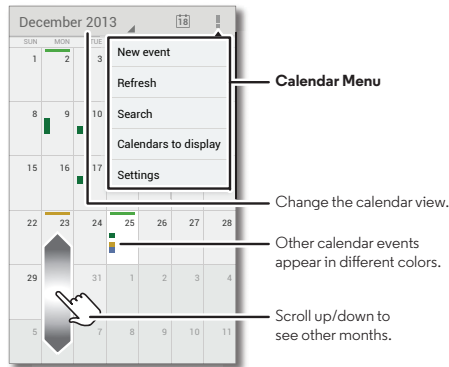 December 2013
18
SUN MON TUE
1 2 3
8 9 10
15 16 17
22 23 24 25 26 27 28
29 31 1 2 3 4
5 7 8 9 10 11
New event
Refresh
Search
Calendars to display
Settings
Calendar Menu
Change the calendar view.
Other calendar events
appear in different colors.
Scroll up/down to
see other months.